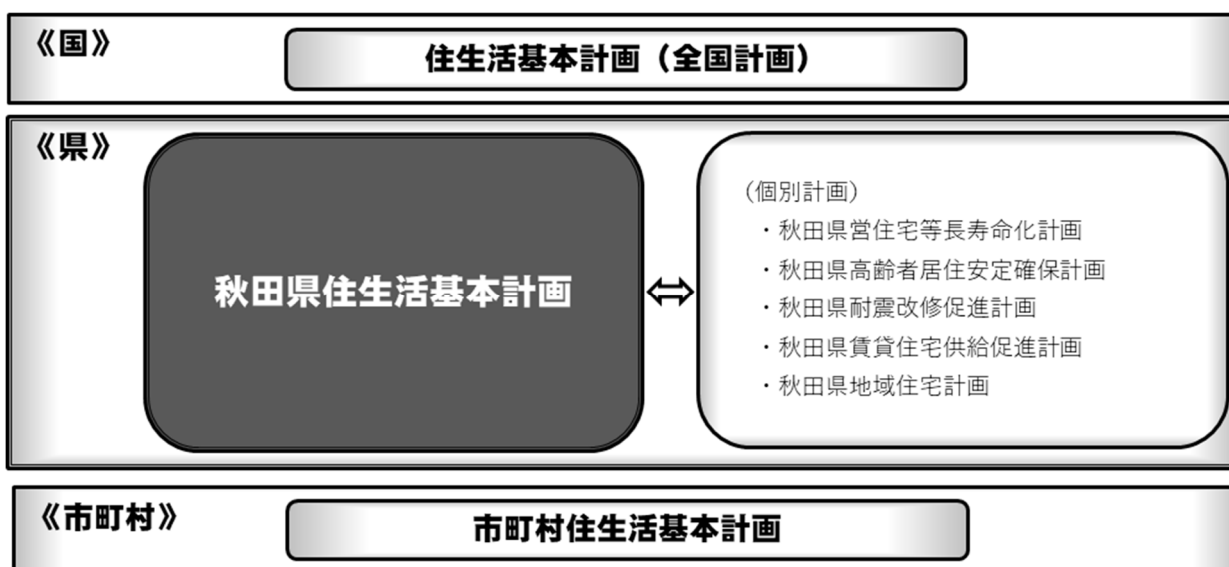 《国》
住生活基本計画（全国計画）
《県》
秋田県住生活基本計画
⇔
（個別計画）
・秋田県営住宅等長寿命化計画
・秋田県高齢者居住安定確保計画
・秋田県耐震改修促進計画
・秋田県賃貸住宅供給促進計画
・秋田県地域住宅計画
《市町村》
市町村住生活基本計画